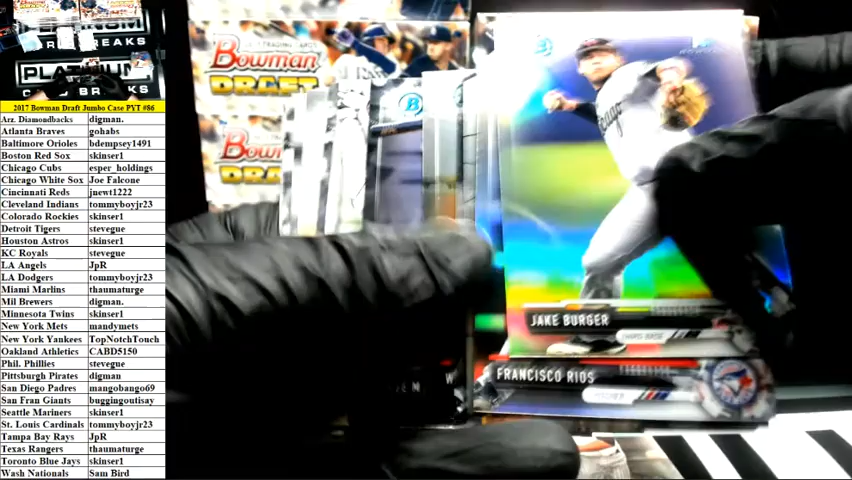 PLATINUM
BREAKS
PLATINUM
BREAKS
2017 Bowman Draft Jumbo Case PYT #86
Arz. Diamondbacks digman.
Atlanta Braves gohabs
Baltimore Orioles bdempsey1491
Boston Red Sox skinser1
Chicago Cubs esper_holdings
Chicago White Sox Joe Falcone
Cincinnati Reds jnewt1222
Cleveland Indians tommyboyjr23
Colorado Rockies skinser1
Detroit Tigers stevegue
Houston Astros skinser1
KC Royals stevegue
LA Angels JpR
LA Dodgers tommyboyjr23
Miami Marlins thaumaturge
Mil Brewers digman.
Minnesota Twins skinser1
New York Mets mandymets
New York Yankees TopNotchTouch
Oakland Athletics CABD5150
Phil. Phillies stevegue
Pittsburgh Pirates digman
San Diego Padres mangobango69
San Fran Giants buggingoutisay
Seattle Mariners skinser1
St. Louis Cardinals tommyboyjr23
Tampa Bay Rays JpR
Texas Rangers thaumaturge
Toronto Blue Jays skinser1
Wash Nationals Sam Bird
TRADING CARDS
Bowman
DRAFT
DRAFT
BOWMAN
Chicago
JAKE BURGER
THIRD BASE
FRANCISCO RIOS